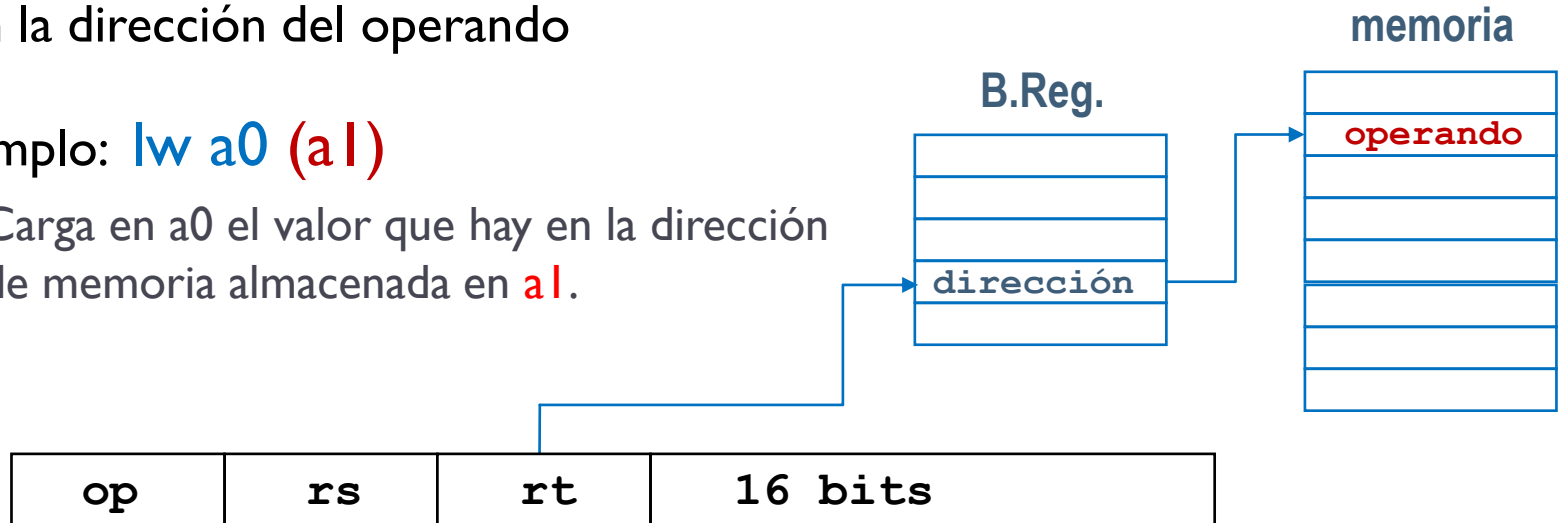 la dirección del operando
memoria
B.Reg.
mplo: lw a0 (a1)
operando
Carga en a0 el valor que hay en la dirección
de memoria almacenada en a1.
dirección
op rs rt 16 bits